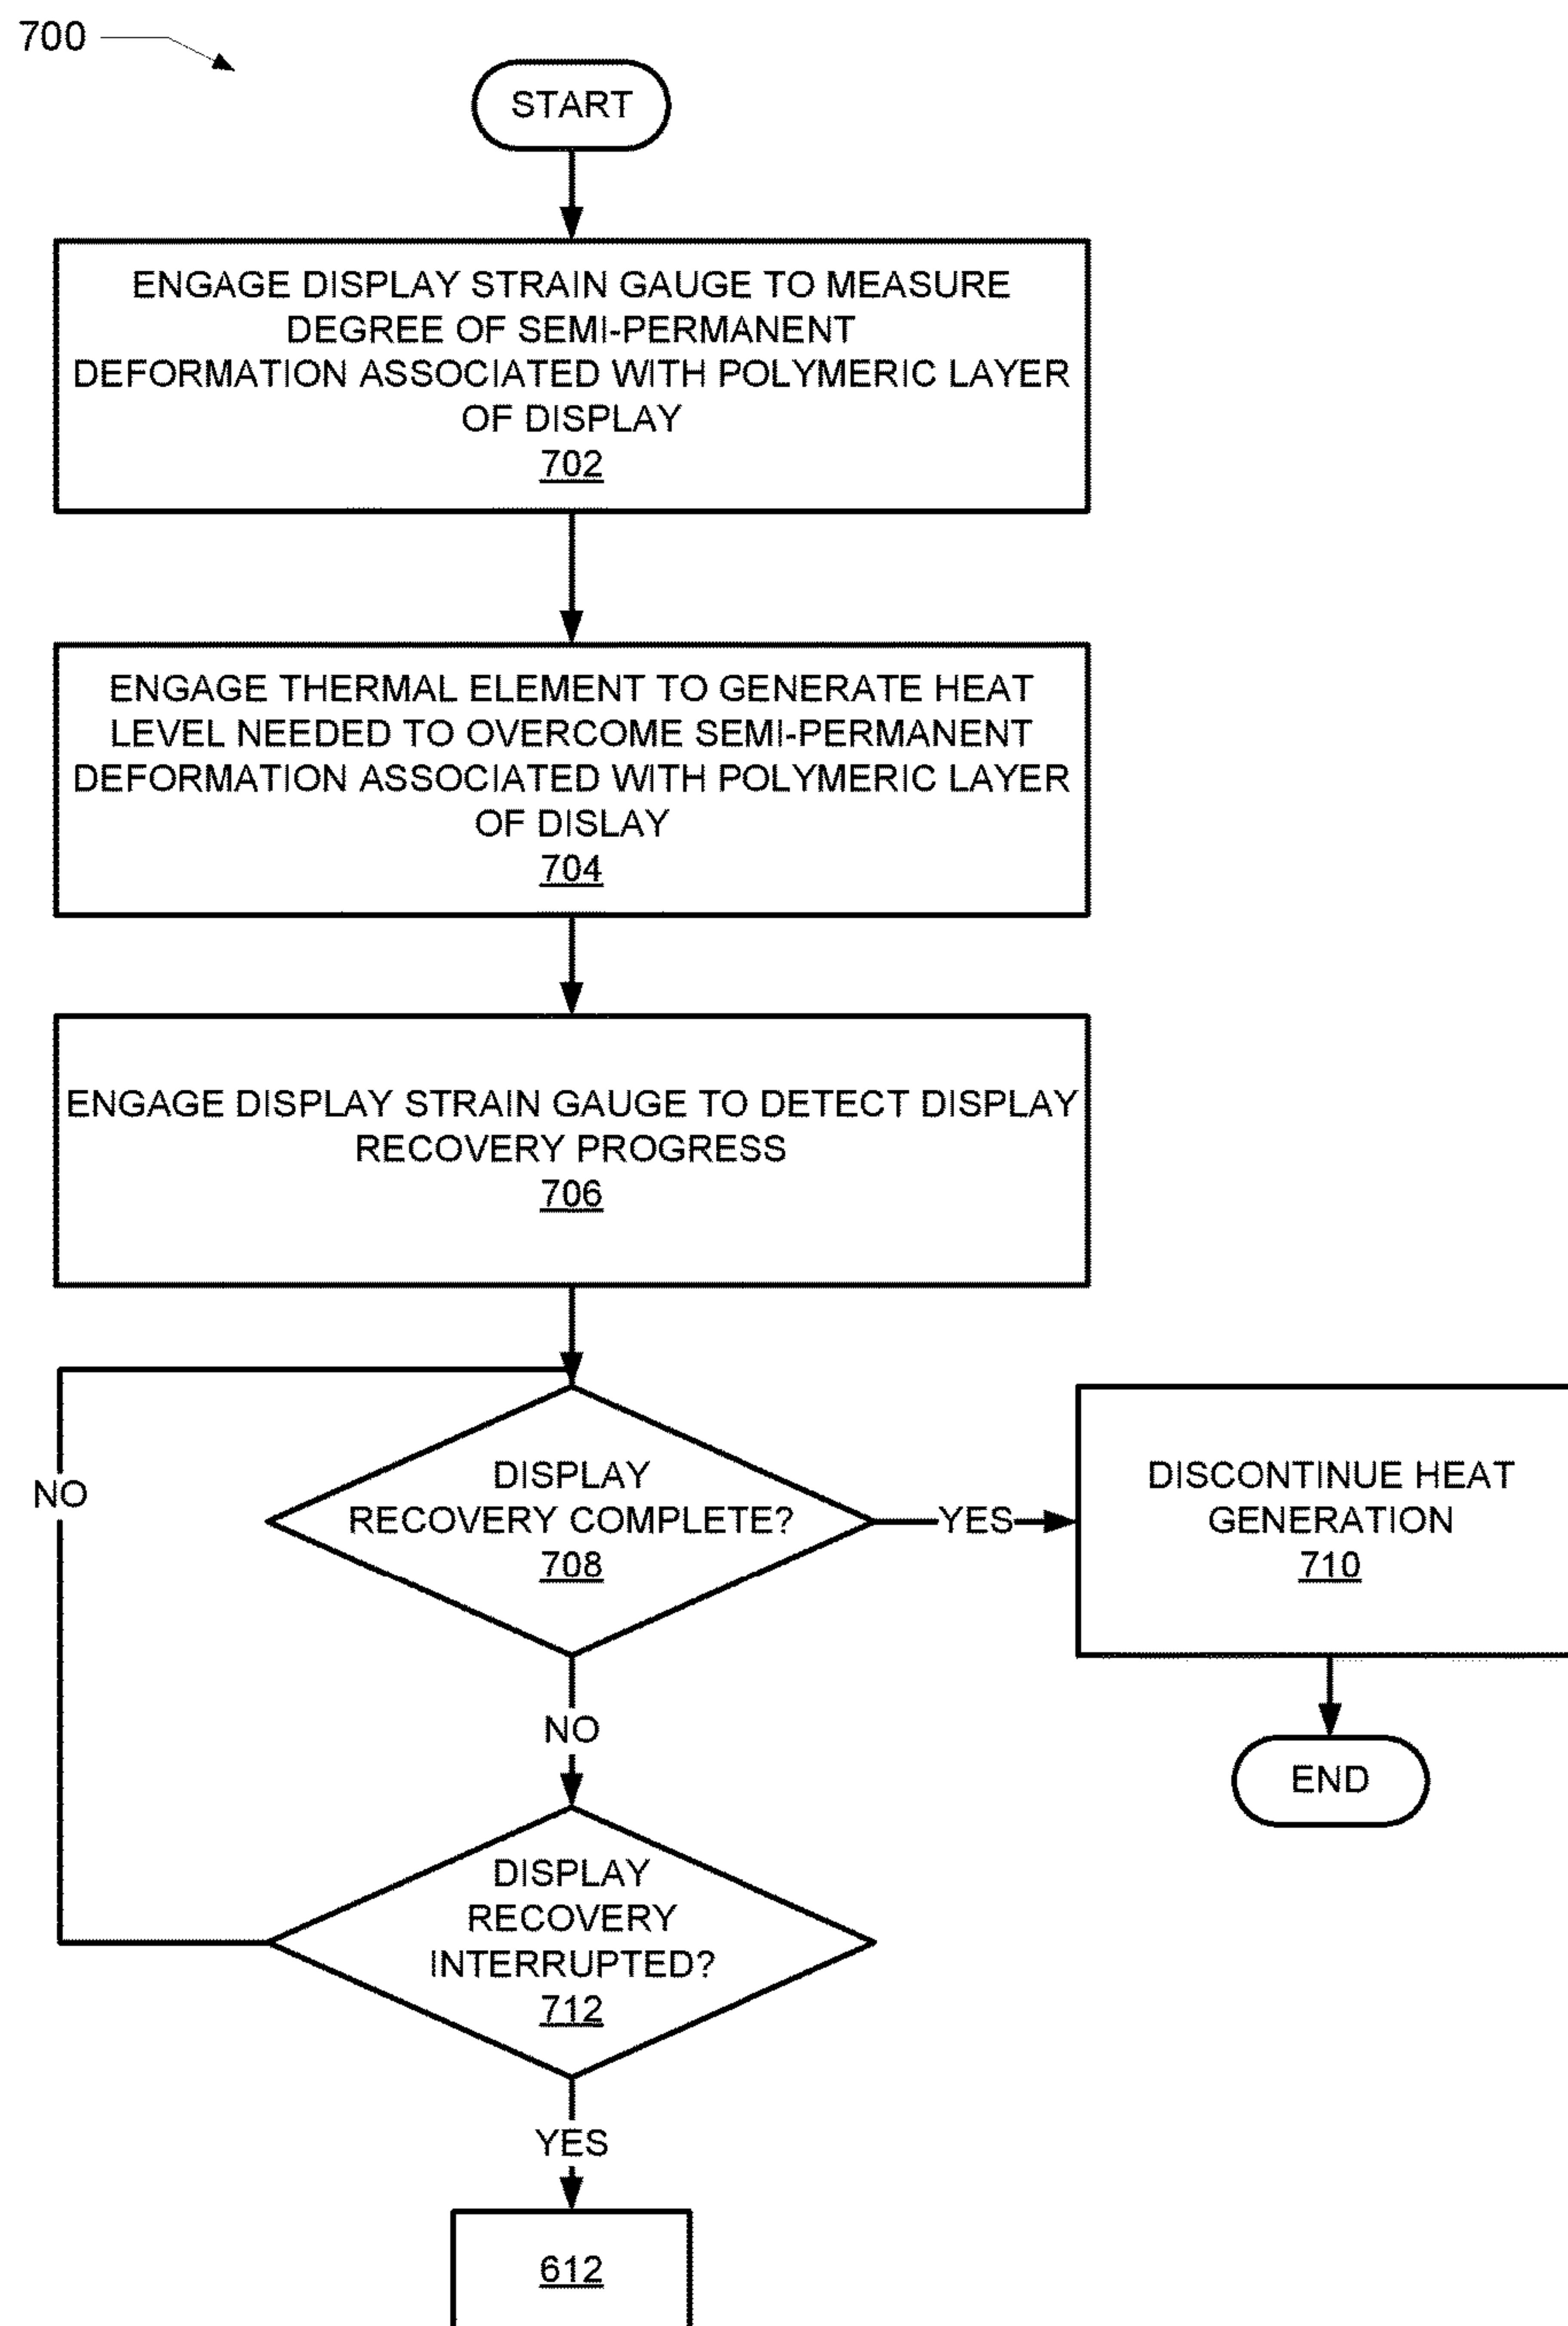 700
START
ENGAGE DISPLAY STRAIN GAUGE TO MEASURE
DEGREE OF SEMI-PERMANENT
DEFORMATION ASSOCIATED WITH POLYMERIC LAYER
OF DISPLAY
702
ENGAGE THERMAL ELEMENT TO GENERATE HEAT
LEVEL NEEDED TO OVERCOME SEMI-PERMANENT
DEFORMATION ASSOCIATED WITH POLYMERIC LAYER
OF DISLAY
704
ENGAGE DISPLAY STRAIN GAUGE TO DETECT DISPLAY
RECOVERY PROGRESS
706
DISPLAY
RECOVERY COMPLETE?
708
YES
DISCONTINUE HEAT
GENERATION
710
END
NO
NO
DISPLAY
RECOVERY
INTERRUPTED?
712
YES
612